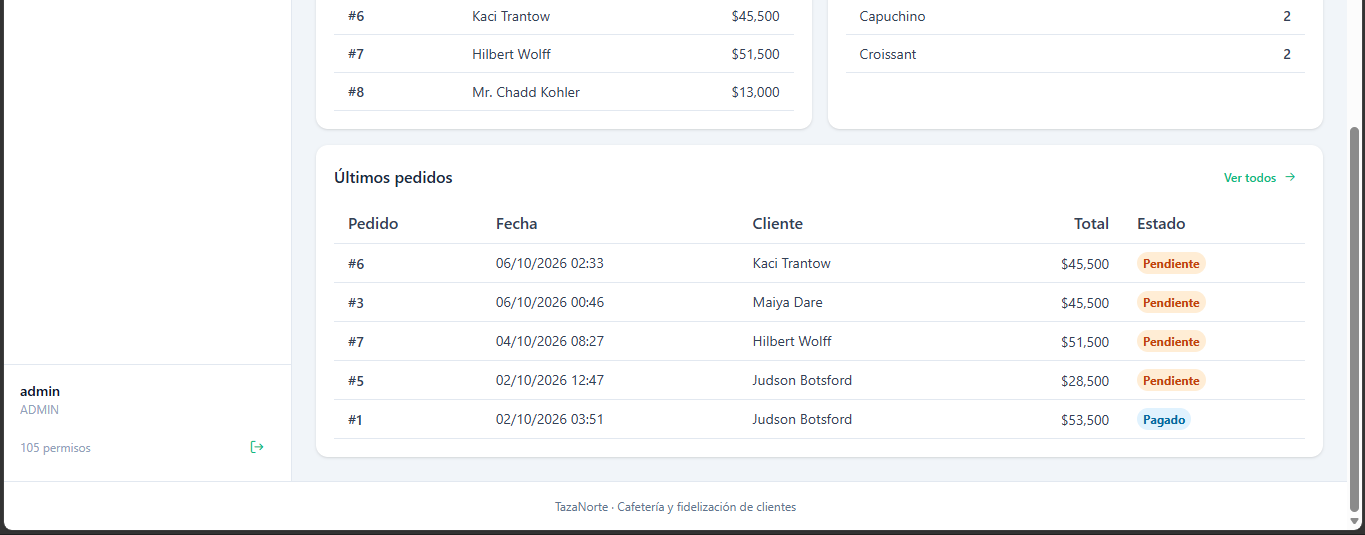 #6 Kaci Trantow $45,500
#7 Hilbert Wolff $51,500
#8 Mr. Chadd Kohler $13,000
Capuchino 2
Croissant 2
Últimos pedidos
Ver todos →
Pedido Fecha Cliente Total Estado
#6 06/10/2026 02:33 Kaci Trantow $45,500 Pendiente
#3 06/10/2026 00:46 Maiya Dare $45,500 Pendiente
#7 04/10/2026 08:27 Hilbert Wolff $51,500 Pendiente
#5 02/10/2026 12:47 Judson Botsford $28,500 Pendiente
#1 02/10/2026 03:51 Judson Botsford $53,500 Pagado
admin
ADMIN
105 permisos
TazaNorte · Cafetería y fidelización de clientes